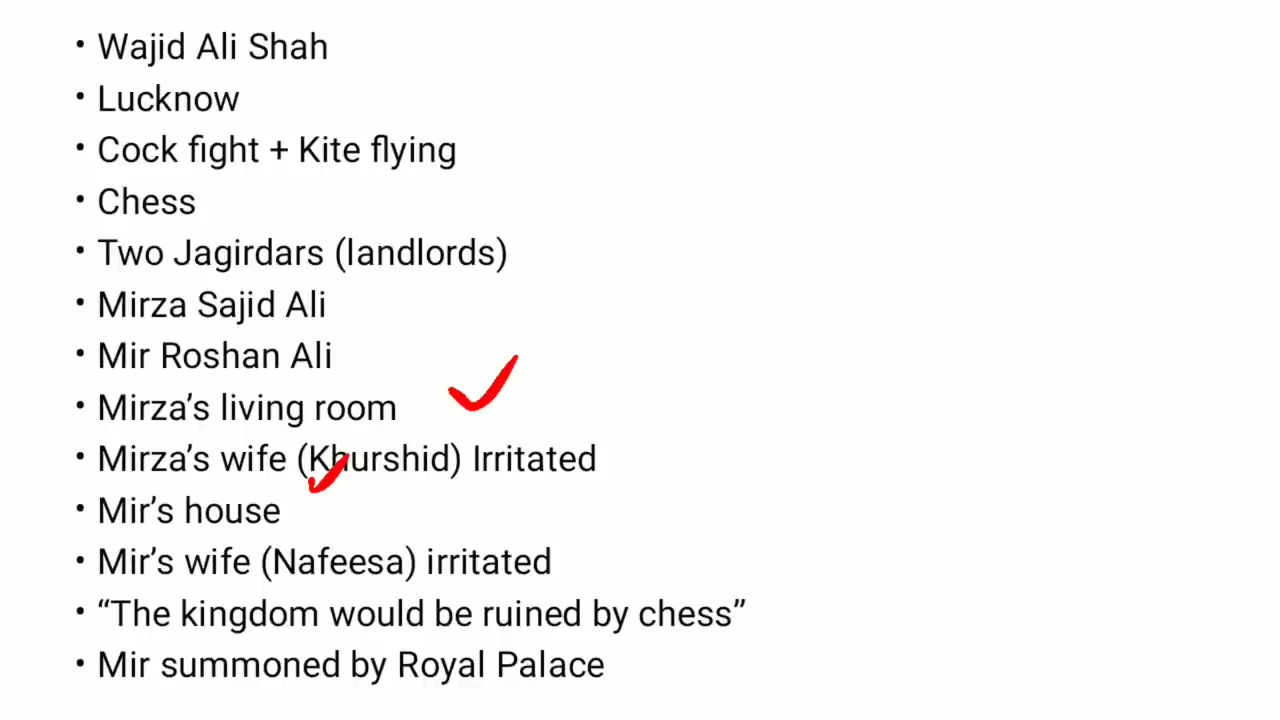 • Wajid Ali Shah
• Lucknow
• Cock fight + Kite flying
• Chess
• Two Jagirdars (landlords)
• Mirza Sajid Ali
• Mir Roshan Ali
• Mirza’s living room
• Mirza’s wife (Khurshid) Irritated
• Mir’s house
• Mir’s wife (Nafeesa) irritated
• “The kingdom would be ruined by chess”
• Mir summoned by Royal Palace